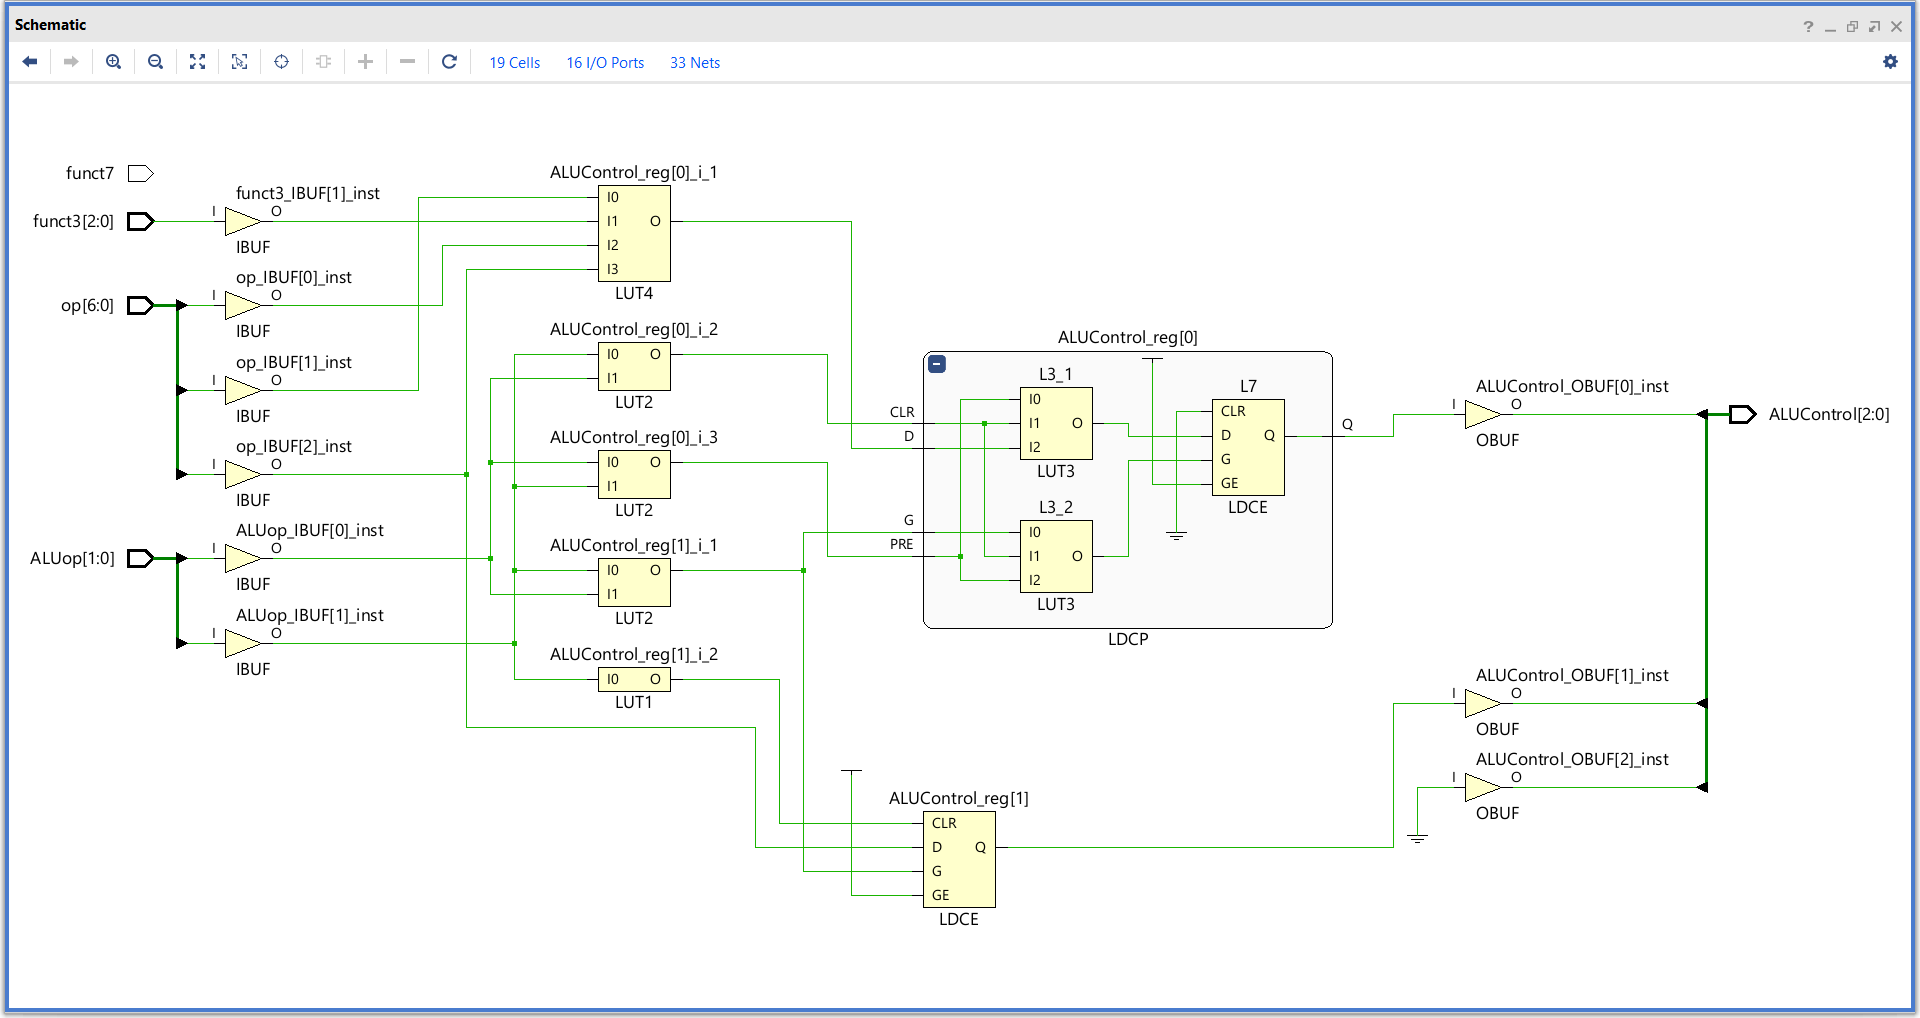 Schematic
?
19 Cells 16 I/O Ports 33 Nets
funct7
funct3[2:0]
I
funct3_IBUF[1]_inst
O
IBUF
op[6:0]
I
op_IBUF[0]_inst
O
IBUF
I
op_IBUF[1]_inst
O
IBUF
I
op_IBUF[2]_inst
O
IBUF
ALUop[1:0]
I
ALUop_IBUF[0]_inst
O
IBUF
I
ALUop_IBUF[1]_inst
O
IBUF
ALUControl_reg[0]_i_1
I0
I1 O
I2
I3
LUT4
ALUControl_reg[0]_i_2
I0 O
I1
LUT2
ALUControl_reg[0]_i_3
I0 O
I1
LUT2
ALUControl_reg[1]_i_1
I0 O
I1
LUT2
ALUControl_reg[1]_i_2
I0 O
LUT1
ALUControl_reg[0]
CLR
D
G
PRE
L3_1
I0
I1 O
I2
LUT3
L3_2
I0
I1 O
I2
LUT3
L7
CLR
D Q
G
GE
LDCE
Q
LDCP
ALUControl_reg[1]
CLR
D Q
G
GE
LDCE
ALUControl_OBUF[0]_inst
I O
OBUF
ALUControl[2:0]
ALUControl_OBUF[1]_inst
I O
OBUF
ALUControl_OBUF[2]_inst
I O
OBUF